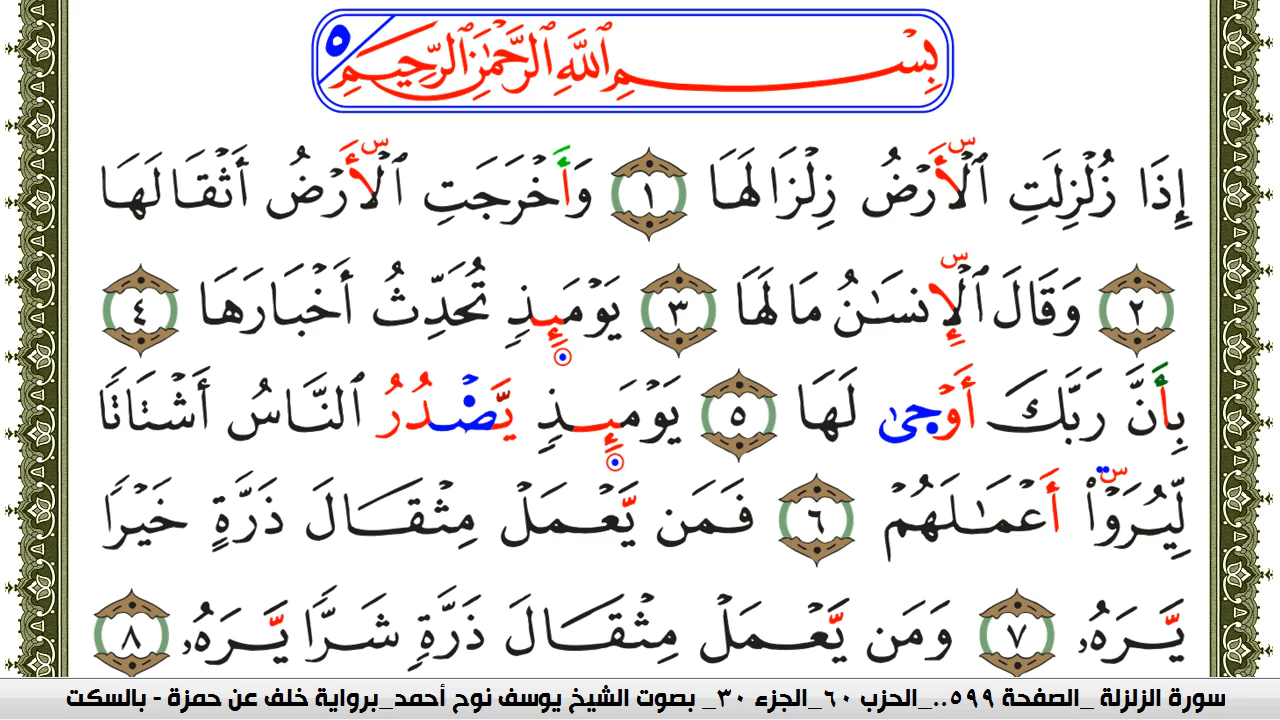 ٥ بِسْمِ ٱللَّهِ ٱلرَّحْمَٰنِ ٱلرَّحِيمِ
إِذَا زُلْزِلَتِ ٱلْأَرْضُ زِلْزَالَهَا ١ وَأَخْرَجَتِ ٱلْأَرْضُ أَثْقَالَهَا
٢ وَقَالَ ٱلْإِنسَٰنُ مَا لَهَا ٣ يَوْمَئِذٍ تُحَدِّثُ أَخْبَارَهَا ٤
بِأَنَّ رَبَّكَ أَوْحَىٰ لَهَا ٥ يَوْمَئِذٍ يَّصْدُرُ ٱلنَّاسُ أَشْتَاتًا
لِّيُرَوْا۟ أَعْمَٰلَهُمْ ٦ فَمَن يَّعْمَلْ مِثْقَالَ ذَرَّةٍ خَيْرًا
يَّرَهُۥ ٧ وَمَن يَّعْمَلْ مِثْقَالَ ذَرَّةٍ شَرًّا يَّرَهُۥ ٨
سورة الزلزلة _الصفحة ٥٩٩.._الحزب ٦٠_الجزء ٣٠_ بصوت الشيخ يوسف نوح أحمد_برواية خلف عن حمزة - بالسكت